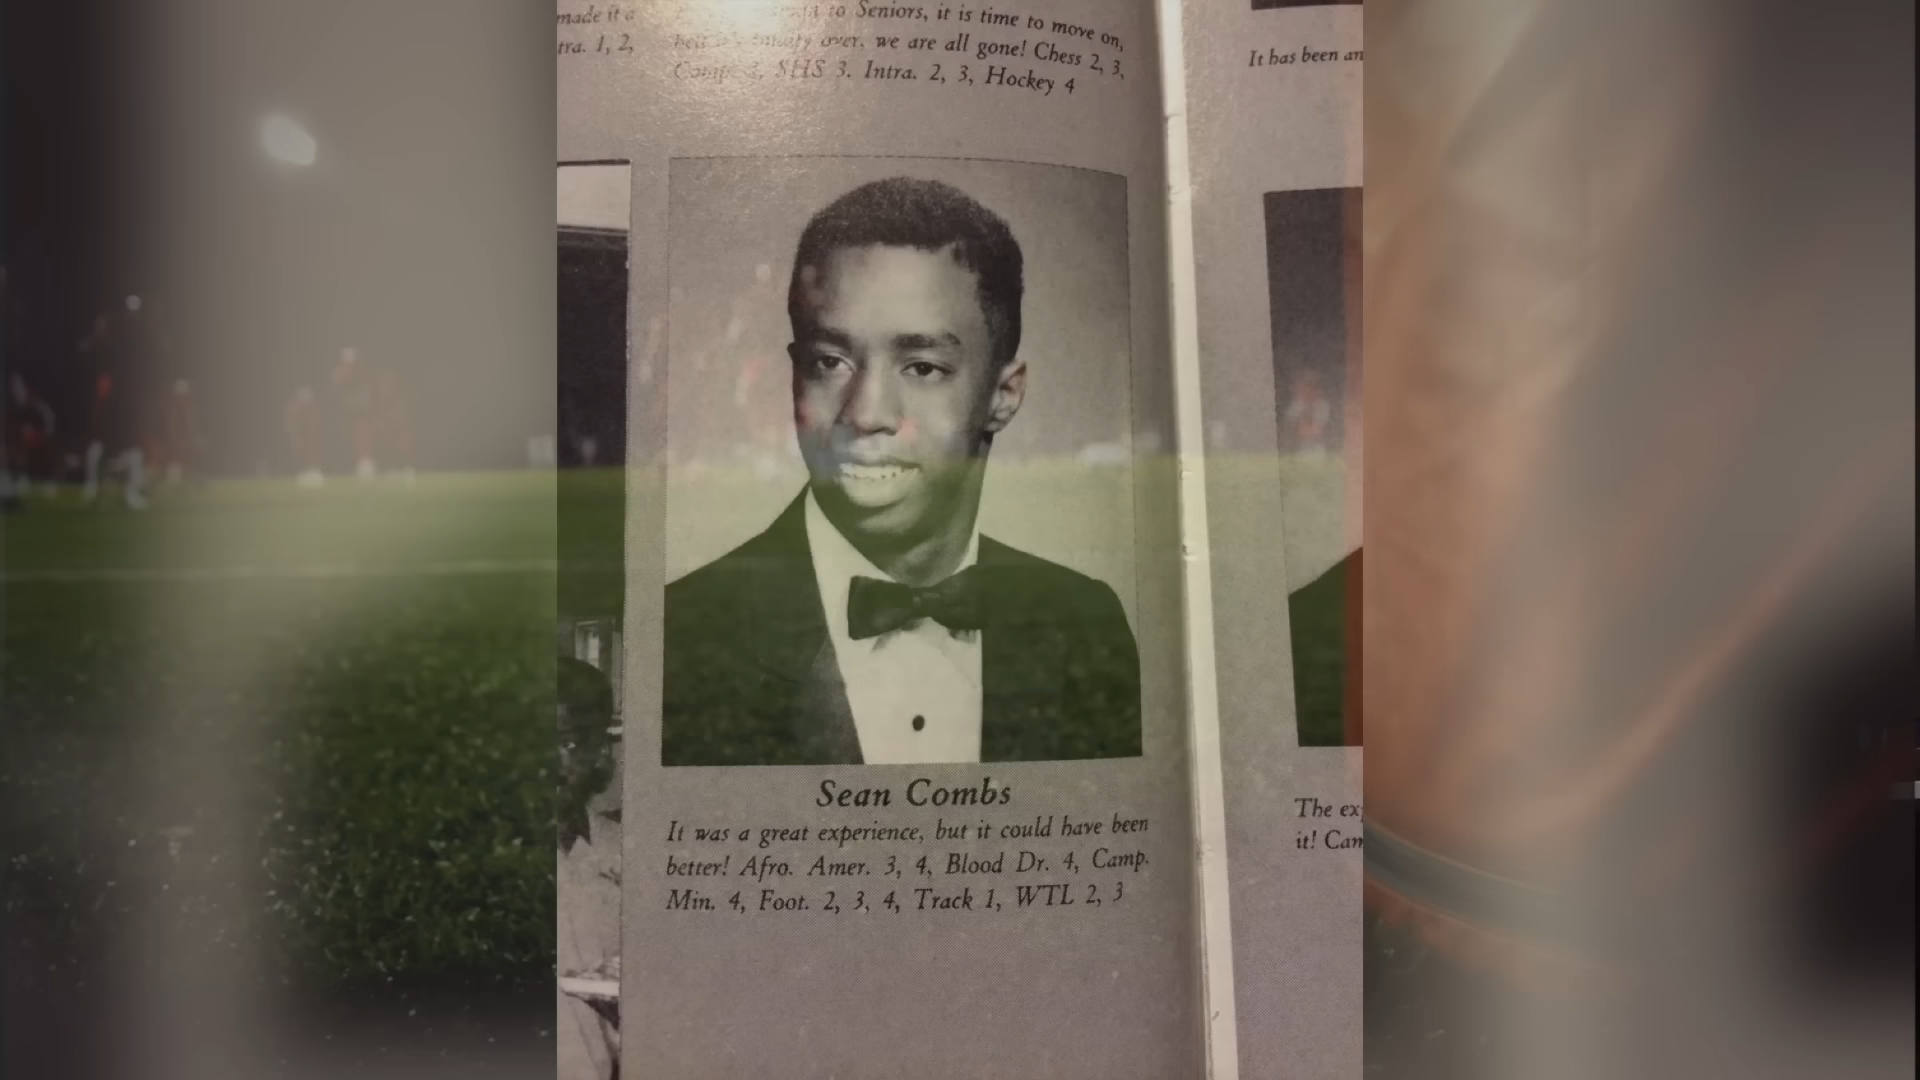 made it a
tra. 1, 2,
to Seniors, it is time to move on,
over, we are all gone! Chess 2, 3,
Comp. 3, SHS 3. Intra. 2, 3, Hockey 4
It has been an
Sean Combs
It was a great experience, but it could have been
better! Afro. Amer. 3, 4, Blood Dr. 4, Camp.
Min. 4, Foot. 2, 3, 4, Track 1, WTL 2, 3
The ex
it! Cam